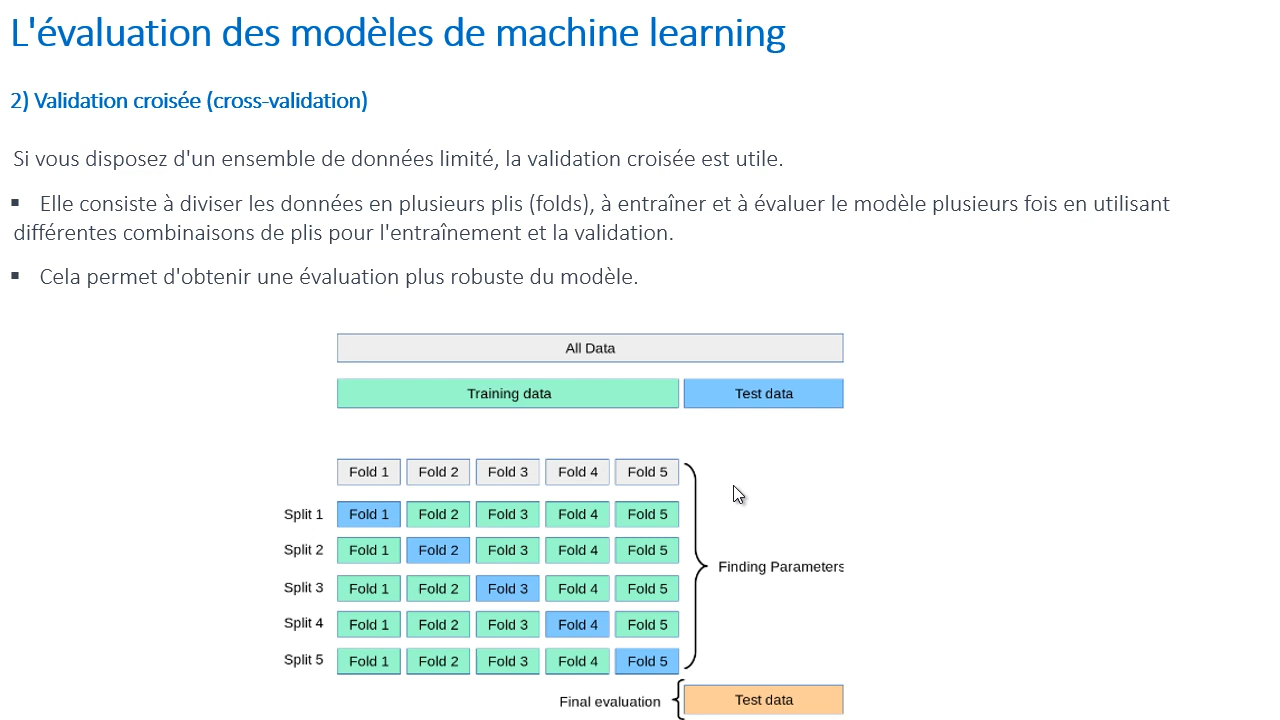 L'évaluation des modèles de machine learning
2) Validation croisée (cross-validation)
Si vous disposez d'un ensemble de données limité, la validation croisée est utile.
▪ Elle consiste à diviser les données en plusieurs plis (folds), à entraîner et à évaluer le modèle plusieurs fois en utilisant
différentes combinaisons de plis pour l'entraînement et la validation.
▪ Cela permet d'obtenir une évaluation plus robuste du modèle.
All Data
Training data Test data
Fold 1 Fold 2 Fold 3 Fold 4 Fold 5
Split 1 Fold 1 Fold 2 Fold 3 Fold 4 Fold 5
Split 2 Fold 1 Fold 2 Fold 3 Fold 4 Fold 5
Finding Parameters
Split 3 Fold 1 Fold 2 Fold 3 Fold 4 Fold 5
Split 4 Fold 1 Fold 2 Fold 3 Fold 4 Fold 5
Split 5 Fold 1 Fold 2 Fold 3 Fold 4 Fold 5
Final evaluation Test data